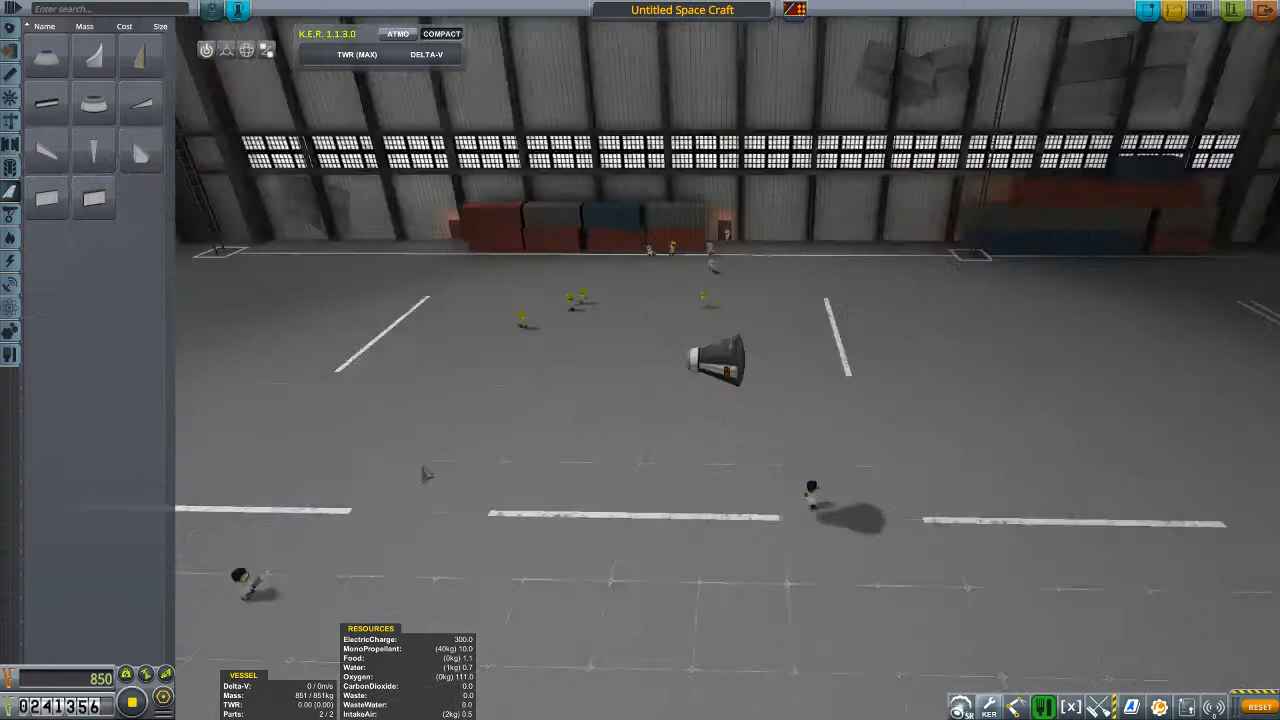 Enter search...
Untitled Space Craft
Name Mass Cost Size
K.E.R. 1.1.3.0 ATMO COMPACT
TWR (MAX) DELTA-V
RESOURCES
ElectricCharge: 300.0
MonoPropellant: (40kg) 10.0
Food: (0kg) 1.1
Water: (1kg) 0.7
Oxygen: (0kg) 111.0
CarbonDioxide: 0.0
Waste: 0.0
WasteWater: 0.0
IntakeAir: (2kg) 0.5
VESSEL
Delta-V: 0 / 0m/s
Mass: 851 / 851kg
TWR: 0.00 (0.00)
Parts: 2 / 2
850
0241356
SR
KER
[x]
RESET